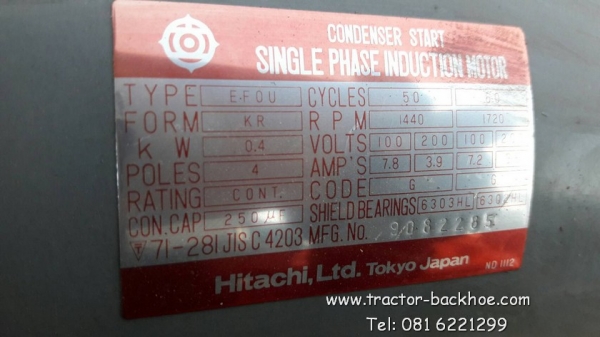 CONDENSER START
SINGLE PHASE INDUCTION MOTOR
TYPE E-FOU CYCLES 50 60
FORM KR RPM 1440 1720
KW 0.4 VOLTS 100 200 100
POLES 4 AMP'S 7.8 3.9 7.2
RATING CONT. CODE G G
CON.CAP 250μF SHIELD BEARINGS 6303HL
71-281 JIS C 4203 MFG. No. 9082285
Hitachi, Ltd. Tokyo Japan ND 1112
www.tractor-backhoe.com
Tel: 081 6221299